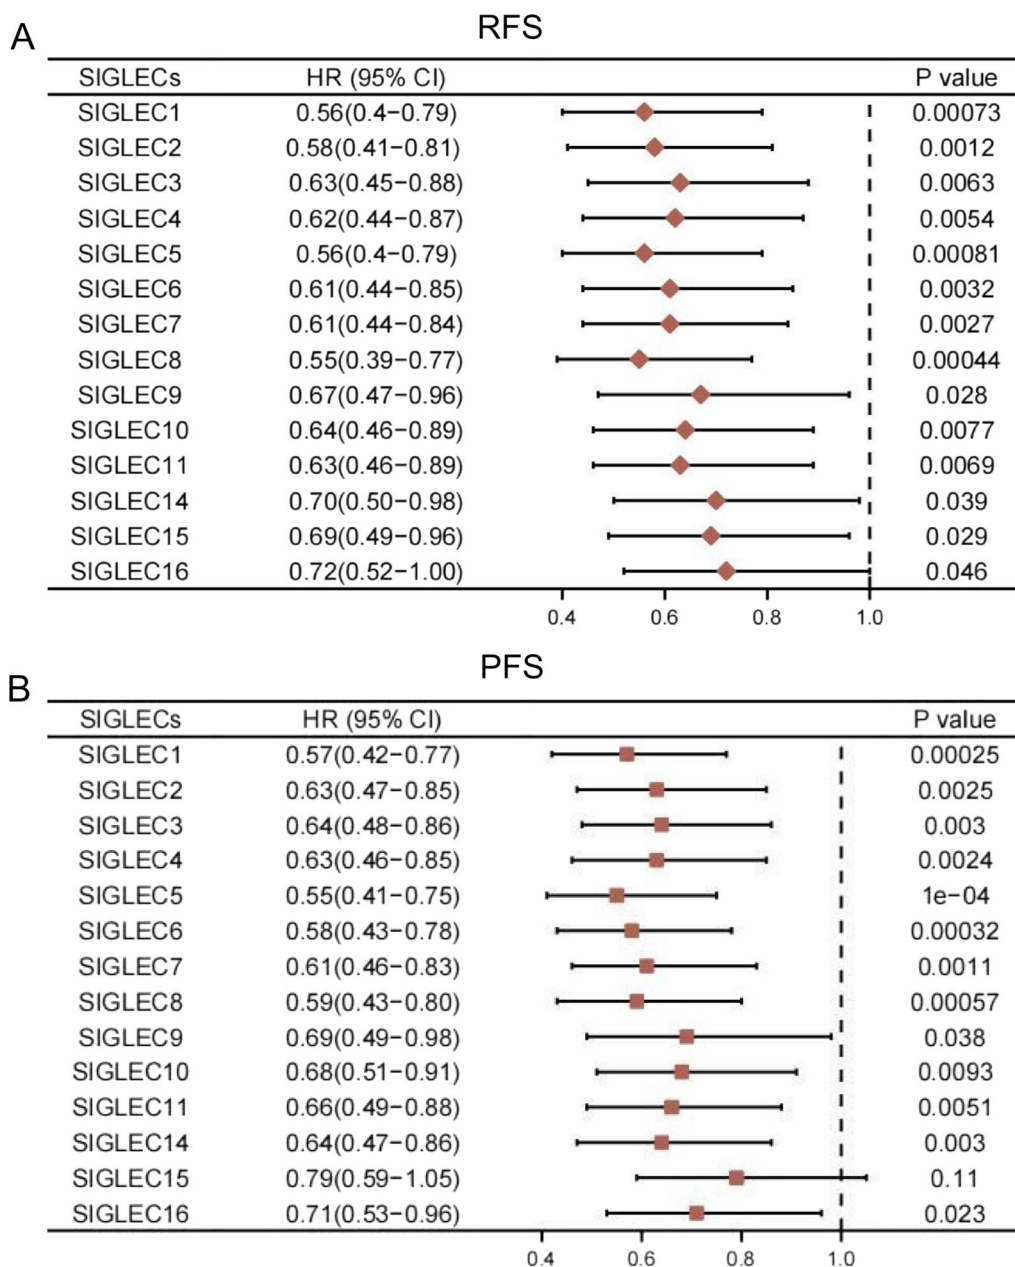 A
RFS
SIGLECs HR (95% CI) P value
SIGLEC1 0.56(0.4−0.79) 0.00073
SIGLEC2 0.58(0.41−0.81) 0.0012
SIGLEC3 0.63(0.45−0.88) 0.0063
SIGLEC4 0.62(0.44−0.87) 0.0054
SIGLEC5 0.56(0.4−0.79) 0.00081
SIGLEC6 0.61(0.44−0.85) 0.0032
SIGLEC7 0.61(0.44−0.84) 0.0027
SIGLEC8 0.55(0.39−0.77) 0.00044
SIGLEC9 0.67(0.47−0.96) 0.028
SIGLEC10 0.64(0.46−0.89) 0.0077
SIGLEC11 0.63(0.46−0.89) 0.0069
SIGLEC14 0.70(0.50−0.98) 0.039
SIGLEC15 0.69(0.49−0.96) 0.029
SIGLEC16 0.72(0.52−1.00) 0.046
0.4 0.6 0.8 1.0
B
PFS
SIGLECs HR (95% CI) P value
SIGLEC1 0.57(0.42−0.77) 0.00025
SIGLEC2 0.63(0.47−0.85) 0.0025
SIGLEC3 0.64(0.48−0.86) 0.003
SIGLEC4 0.63(0.46−0.85) 0.0024
SIGLEC5 0.55(0.41−0.75) 1e−04
SIGLEC6 0.58(0.43−0.78) 0.00032
SIGLEC7 0.61(0.46−0.83) 0.0011
SIGLEC8 0.59(0.43−0.80) 0.00057
SIGLEC9 0.69(0.49−0.98) 0.038
SIGLEC10 0.68(0.51−0.91) 0.0093
SIGLEC11 0.66(0.49−0.88) 0.0051
SIGLEC14 0.64(0.47−0.86) 0.003
SIGLEC15 0.79(0.59−1.05) 0.11
SIGLEC16 0.71(0.53−0.96) 0.023
0.4 0.6 0.8 1.0